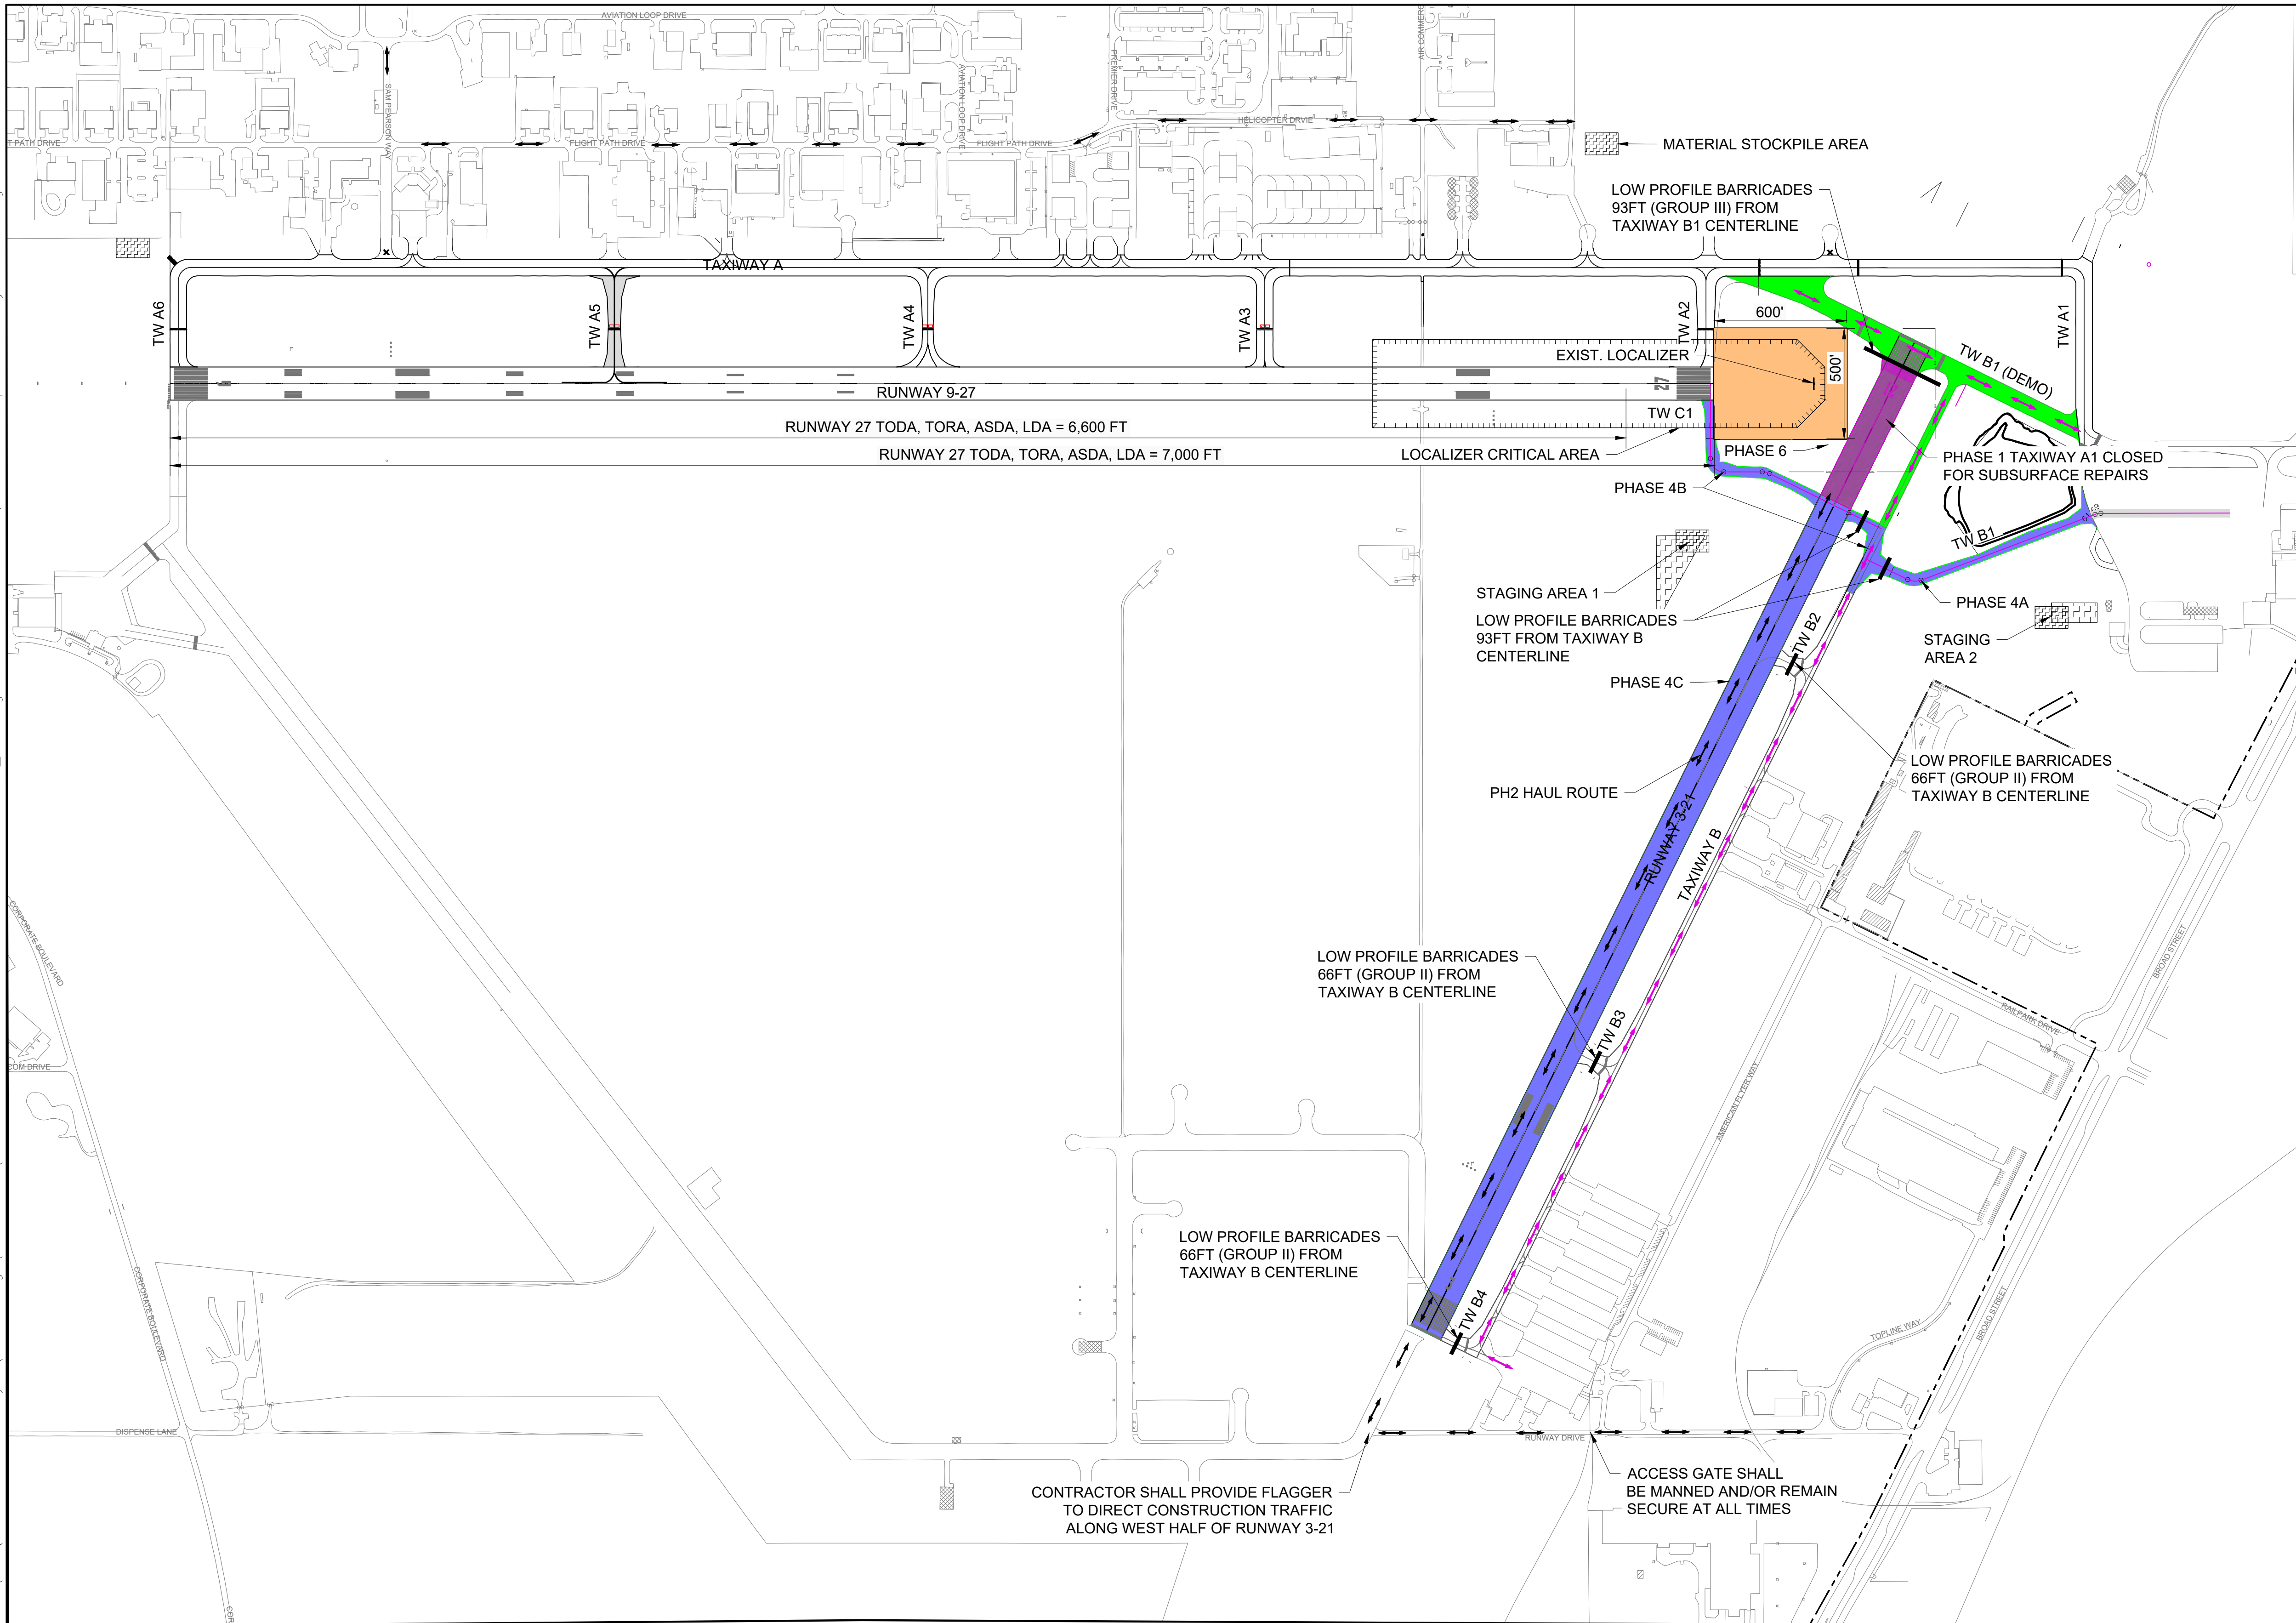 AVIATION LOOP DRIVE
SAM PEARSON WAY
AVIATION LOOP DRIVE
PREMIER DRIVE
AIR COMMERC
T PATH DRIVE
FLIGHT PATH DRIVE
FLIGHT PATH DRIVE
HELICOPTER DRVIE
MATERIAL STOCKPILE AREA
LOW PROFILE BARRICADES
93FT (GROUP III) FROM
TAXIWAY B1 CENTERLINE
TAXIWAY A
TW A6
TW A5
TW A4
TW A3
TW A2
TW A1
600'
500'
EXIST. LOCALIZER
TW B1 (DEMO)
27
RUNWAY 9-27
TW C1
RUNWAY 27 TODA, TORA, ASDA, LDA = 6,600 FT
RUNWAY 27 TODA, TORA, ASDA, LDA = 7,000 FT
LOCALIZER CRITICAL AREA
PHASE 6
PHASE 1 TAXIWAY A1 CLOSED
FOR SUBSURFACE REPAIRS
PHASE 4B
TW B1
STAGING AREA 1
PHASE 4A
LOW PROFILE BARRICADES
93FT FROM TAXIWAY B
CENTERLINE
STAGING
AREA 2
TW B2
PHASE 4C
LOW PROFILE BARRICADES
66FT (GROUP II) FROM
TAXIWAY B CENTERLINE
PH2 HAUL ROUTE
RUNWAY 3-21
TAXIWAY B
CORPORATE BOULEVARD
BROAD STREET
LOW PROFILE BARRICADES
66FT (GROUP II) FROM
TAXIWAY B CENTERLINE
RAILPARK DRIVE
TW B3
COM DRIVE
AMERICAN FLYER WAY
LOW PROFILE BARRICADES
66FT (GROUP II) FROM
TAXIWAY B CENTERLINE
TW B4
CORPORATE BOULEVARD
TOPLINE WAY
BROAD STREET
DISPENSE LANE
RUNWAY DRIVE
CONTRACTOR SHALL PROVIDE FLAGGER
TO DIRECT CONSTRUCTION TRAFFIC
ALONG WEST HALF OF RUNWAY 3-21
ACCESS GATE SHALL
BE MANNED AND/OR REMAIN
SECURE AT ALL TIMES
COR